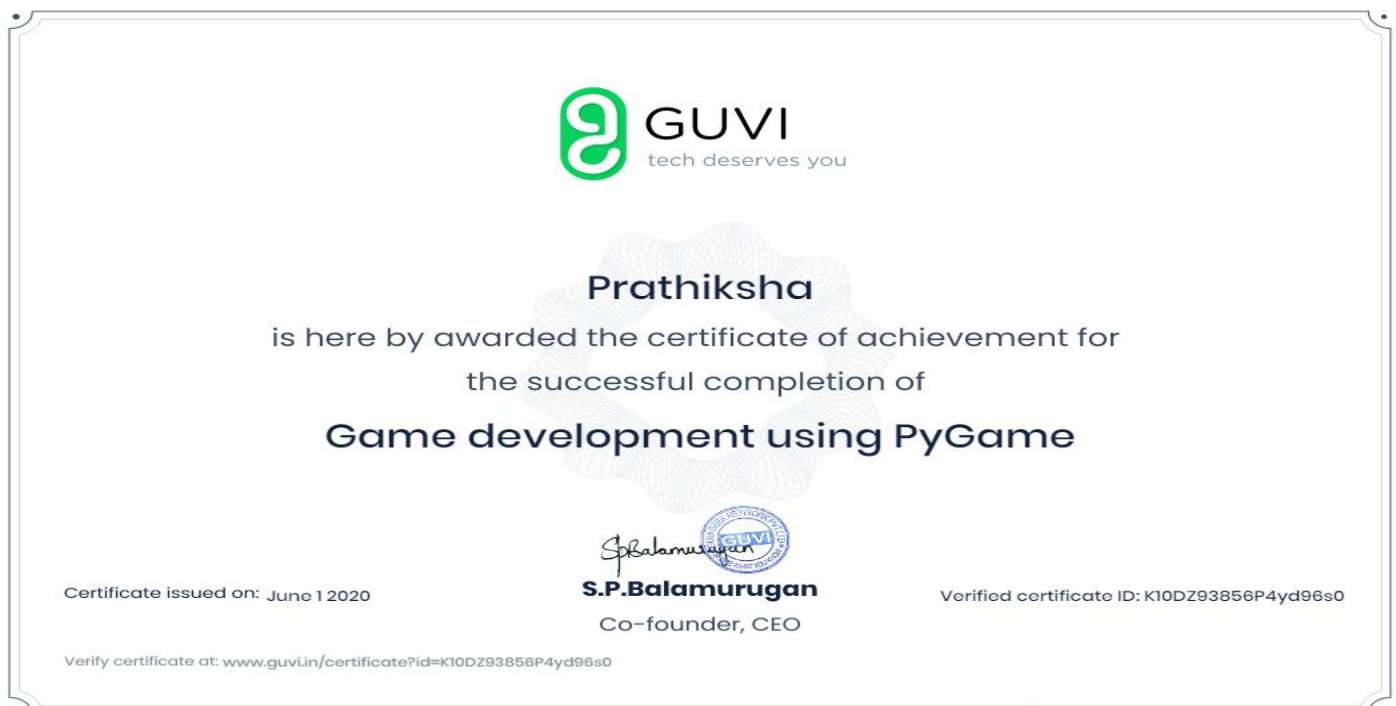 GUVI
tech deserves you
Prathiksha
is here by awarded the certificate of achievement for
the successful completion of
Game development using PyGame
SpBalamurugan
GUVI
S.P.Balamurugan
Co-founder, CEO
Certificate issued on: June 1 2020
Verified certificate ID: K10DZ93856P4yd96s0
Verify certificate at: www.guvi.in/certificate?id=K10DZ93856P4yd96s0